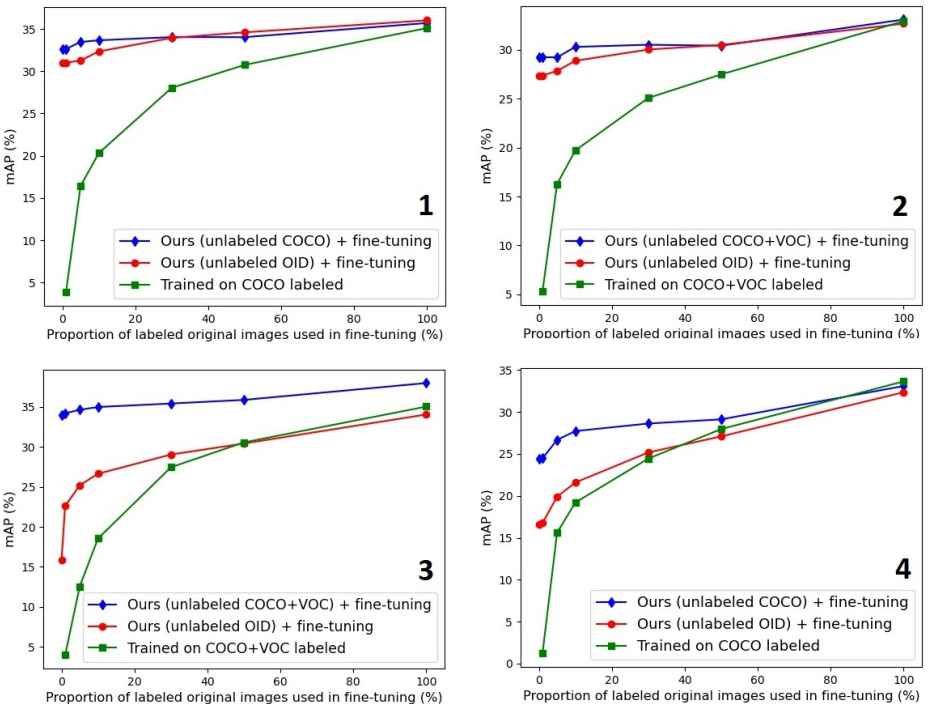 35
30
25
20
15
10
5
mAP (%)
1
Ours (unlabeled COCO) + fine-tuning
Ours (unlabeled OID) + fine-tuning
Trained on COCO labeled
0 20 40 60 80 100
Proportion of labeled original images used in fine-tuning (%)
30
25
20
15
10
5
mAP (%)
2
Ours (unlabeled COCO+VOC) + fine-tuning
Ours (unlabeled OID) + fine-tuning
Trained on COCO+VOC labeled
0 20 40 60 80 100
Proportion of labeled original images used in fine-tuning (%)
35
30
25
20
15
10
5
mAP (%)
3
Ours (unlabeled COCO+VOC) + fine-tuning
Ours (unlabeled OID) + fine-tuning
Trained on COCO+VOC labeled
0 20 40 60 80 100
Proportion of labeled original images used in fine-tuning (%)
35
30
25
20
15
10
5
0
mAP (%)
4
Ours (unlabeled COCO) + fine-tuning
Ours (unlabeled OID) + fine-tuning
Trained on COCO labeled
0 20 40 60 80 100
Proportion of labeled original images used in fine-tuning (%)